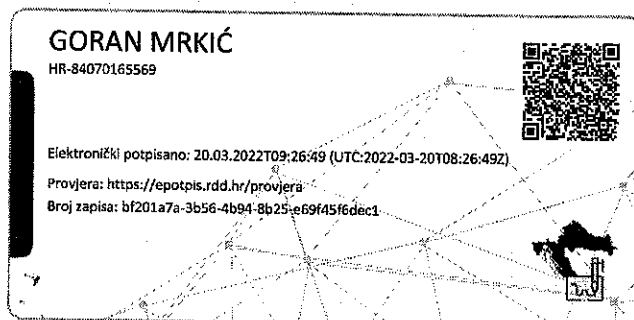 GORAN MRKIĆ
HR-84070165569
Elektronički potpisano: 20.03.2022T09:26:49 (UTC:2022-03-20T08:26:49Z)
Provjera: https://epotpis.rdd.hr/provjera
Broj zapisa: bf201a7a-3b56-4b94-8b25-e69f45f6dec1